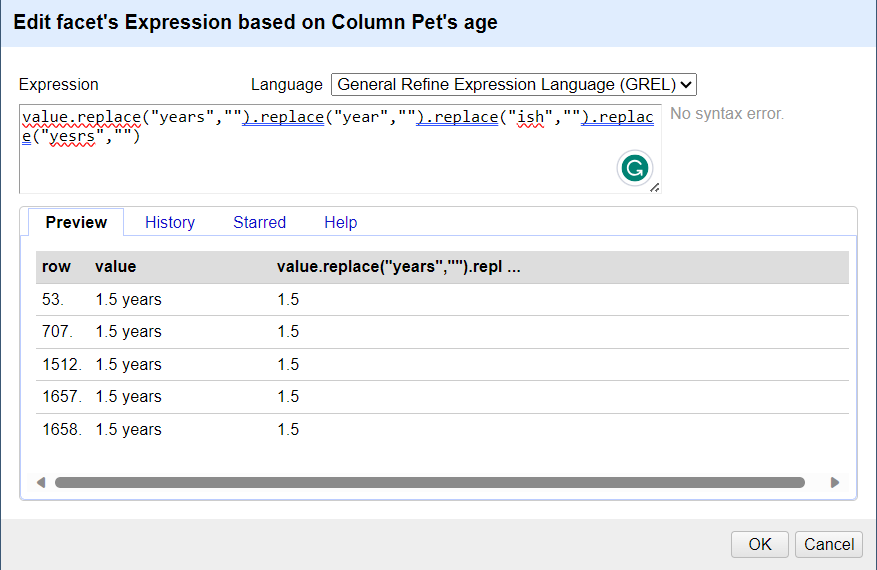 Edit facet's Expression based on Column Pet's age
Expression Language General Refine Expression Language (GREL)
value.replace("years","").replace("year","").replace("ish","").replac
e("yesrs","")
No syntax error.
G
Preview History Starred Help
row value value.replace("years","").repl ...
53. 1.5 years 1.5
707. 1.5 years 1.5
1512. 1.5 years 1.5
1657. 1.5 years 1.5
1658. 1.5 years 1.5
OK Cancel